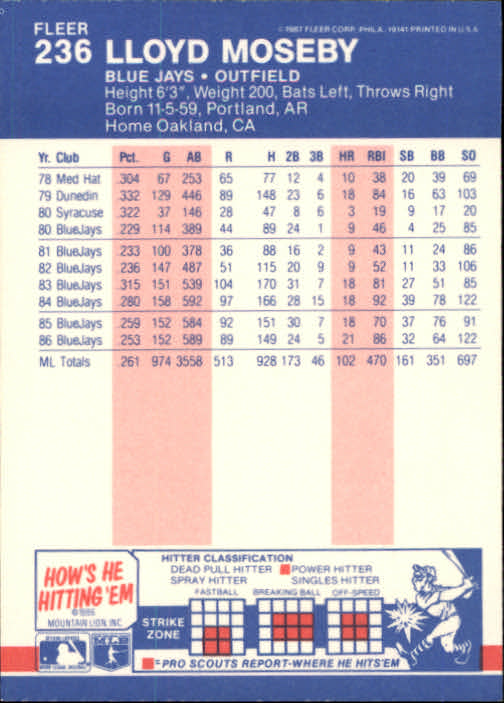 FLEER
236 LLOYD MOSEBY
© 1987 FLEER CORP. PHILA. 19141 PRINTED IN U.S.A.
BLUE JAYS • OUTFIELD
Height 6'3", Weight 200, Bats Left, Throws Right
Born 11-5-59, Portland, AR
Home Oakland, CA
Yr. Club Pct. G AB R H 2B 3B HR RBI SB BB SO
78 Med Hat .304 67 253 65 77 12 4 10 38 20 39 69
79 Dunedin .332 129 446 89 148 23 6 18 84 16 63 103
80 Syracuse .322 37 146 28 47 8 6 3 19 9 17 20
80 BlueJays .229 114 389 44 89 24 1 9 46 4 25 85
81 BlueJays .233 100 378 36 88 16 2 9 43 11 24 86
82 BlueJays .236 147 487 51 115 20 9 9 52 11 33 106
83 BlueJays .315 151 539 104 170 31 7 18 81 27 51 85
84 BlueJays .280 158 592 97 166 28 15 18 92 39 78 122
85 BlueJays .259 152 584 92 151 30 7 18 70 37 76 91
86 BlueJays .253 152 589 89 149 24 5 21 86 32 64 122
ML Totals .261 974 3558 513 928 173 46 102 470 161 351 697
HOW'S HE
HITTING 'EM
©1986
MOUNTAIN LION, INC
HITTER CLASSIFICATION
DEAD PULL HITTER POWER HITTER
SPRAY HITTER SINGLES HITTER
FASTBALL BREAKING BALL OFF-SPEED
STRIKE
ZONE
=PRO SCOUTS REPORT-WHERE HE HITS 'EM